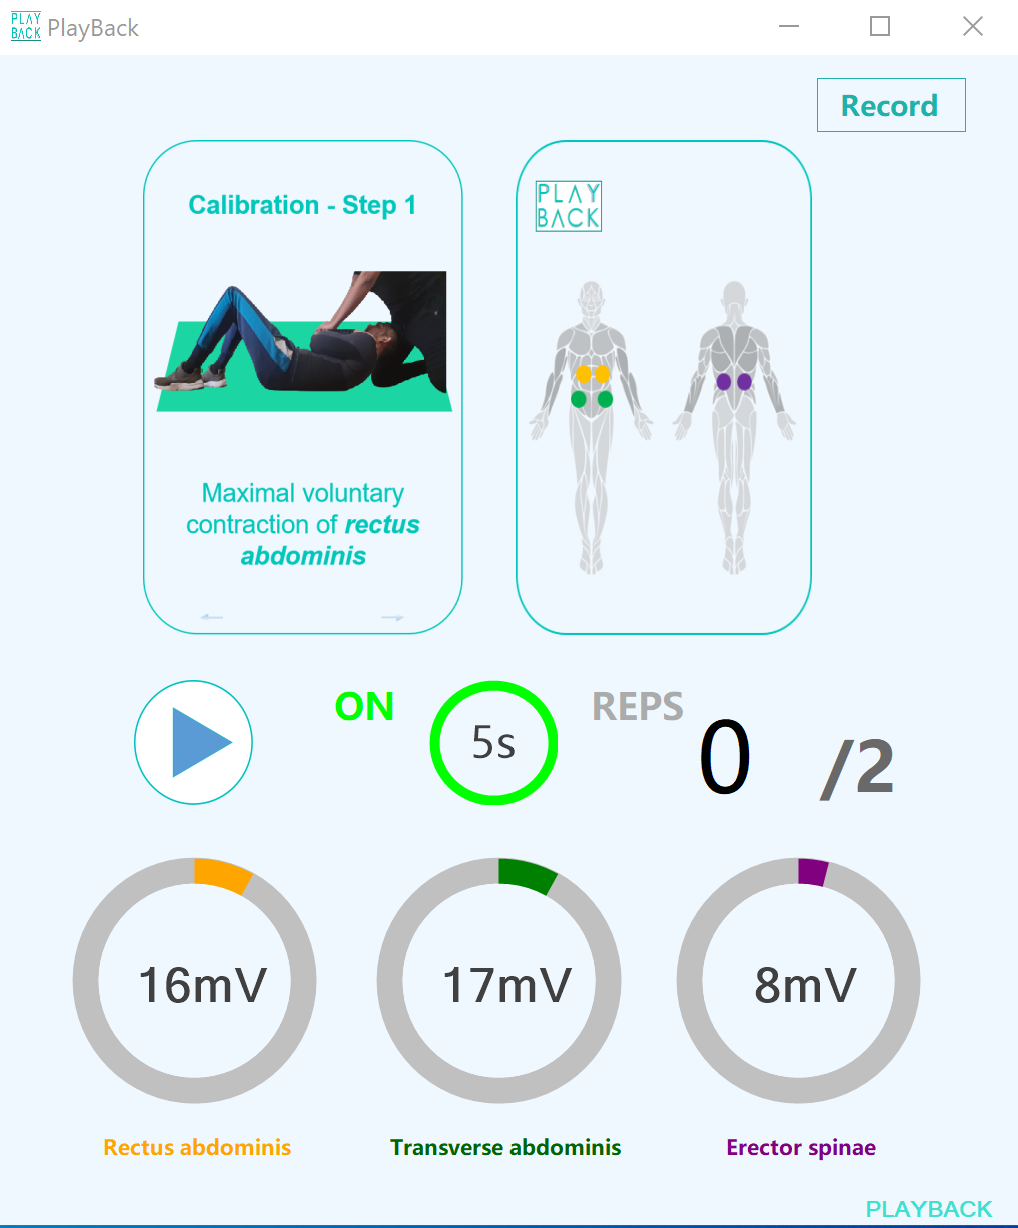 PLAY
BACK
PlayBack
Record
Calibration - Step 1
Maximal voluntary
contraction of rectus
abdominis
PLAY
BACK
ON
5s
REPS
0
/2
16mV
17mV
8mV
Rectus abdominis
Transverse abdominis
Erector spinae
PLAYBACK